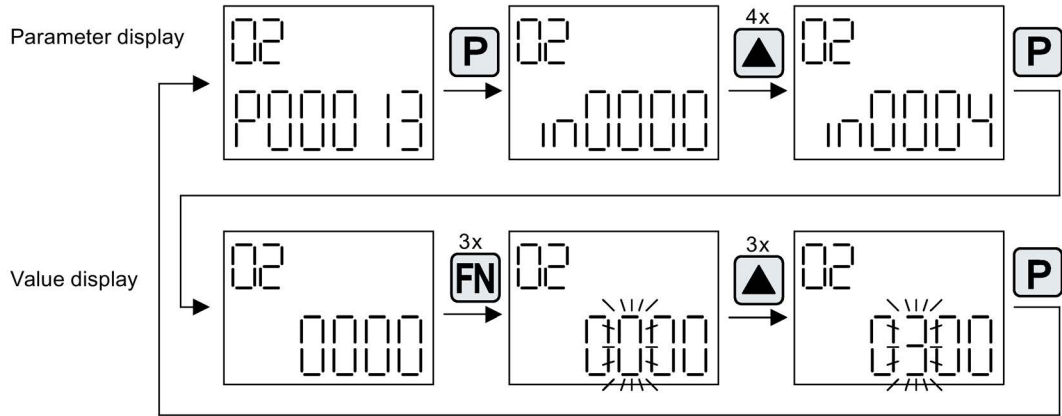 Parameter display
02
P00013
P
02
in0000
4x
02
in0004
P
Value display
02
0000
3x
FN
02
0000
3x
02
0300
P